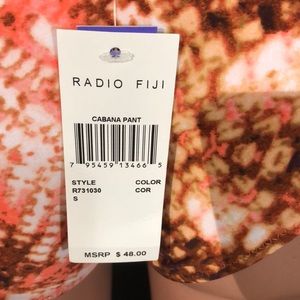 RADIO FIJI
CABANA PANT
7 95459 13466 5
STYLE COLOR
R731030 COR
S
MSRP $ 48.00